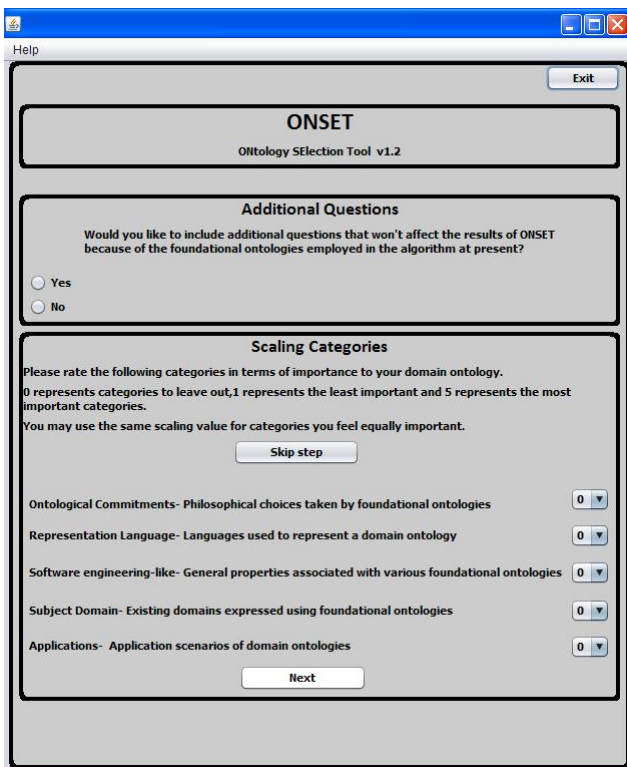 Help
Exit
ONSET
ONtology SElection Tool v1.2
Additional Questions
Would you like to include additional questions that won't affect the results of ONSET
because of the foundational ontologies employed in the algorithm at present?
Yes
No
Scaling Categories
Please rate the following categories in terms of importance to your domain ontology.
0 represents categories to leave out,1 represents the least important and 5 represents the most
important categories.
You may use the same scaling value for categories you feel equally important.
Skip step
Ontological Commitments- Philosophical choices taken by foundational ontologies 0
Representation Language- Languages used to represent a domain ontology 0
Software engineering-like- General properties associated with various foundational ontologies 0
Subject Domain- Existing domains expressed using foundational ontologies 0
Applications- Application scenarios of domain ontologies 0
Next